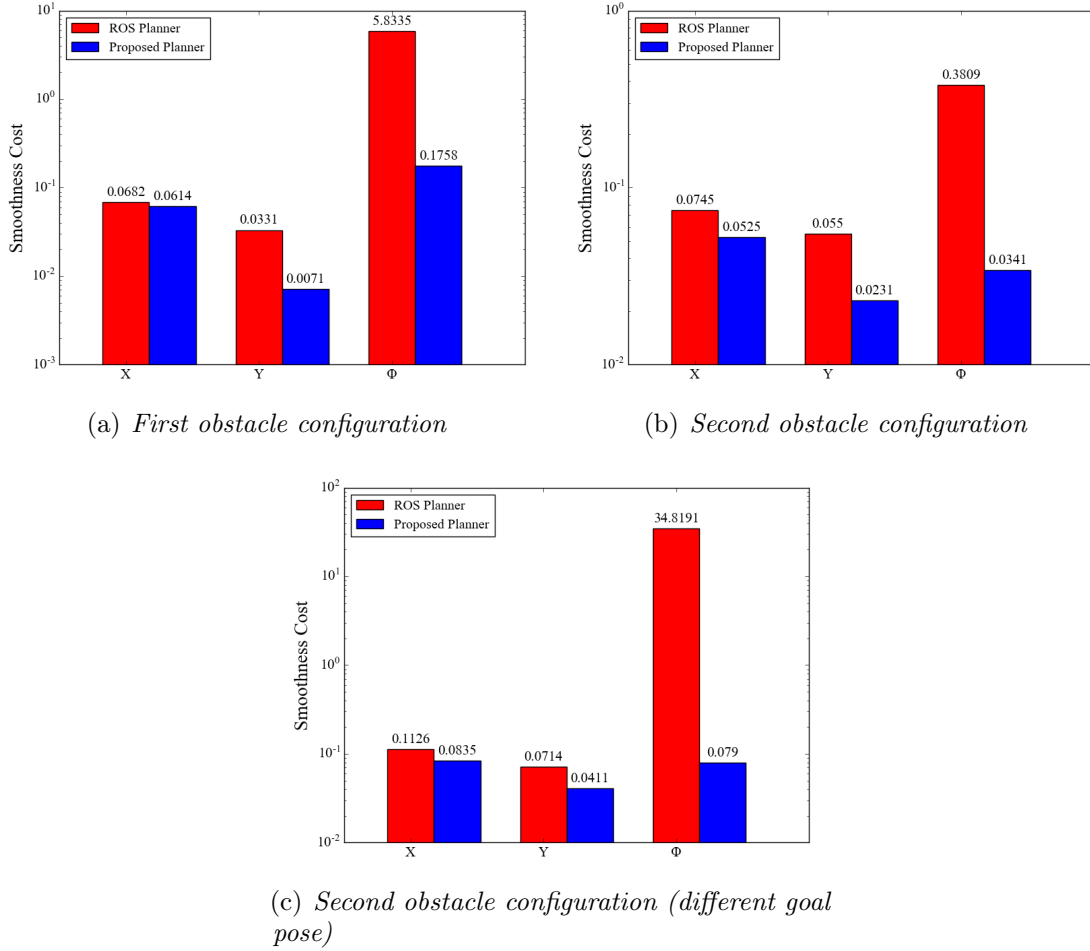 ROS Planner
Proposed Planner
Smoothness Cost
10^1
10^0
10^-1
10^-2
10^-3
5.8335
0.1758
0.0682
0.0614
0.0331
0.0071
X
Y
Φ
(a) First obstacle configuration
ROS Planner
Proposed Planner
Smoothness Cost
10^0
10^-1
10^-2
0.3809
0.0745
0.0525
0.055
0.0231
0.0341
X
Y
Φ
(b) Second obstacle configuration
ROS Planner
Proposed Planner
Smoothness Cost
10^2
10^1
10^0
10^-1
10^-2
34.8191
0.1126
0.0835
0.0714
0.0411
0.079
X
Y
Φ
(c) Second obstacle configuration (different goal
pose)